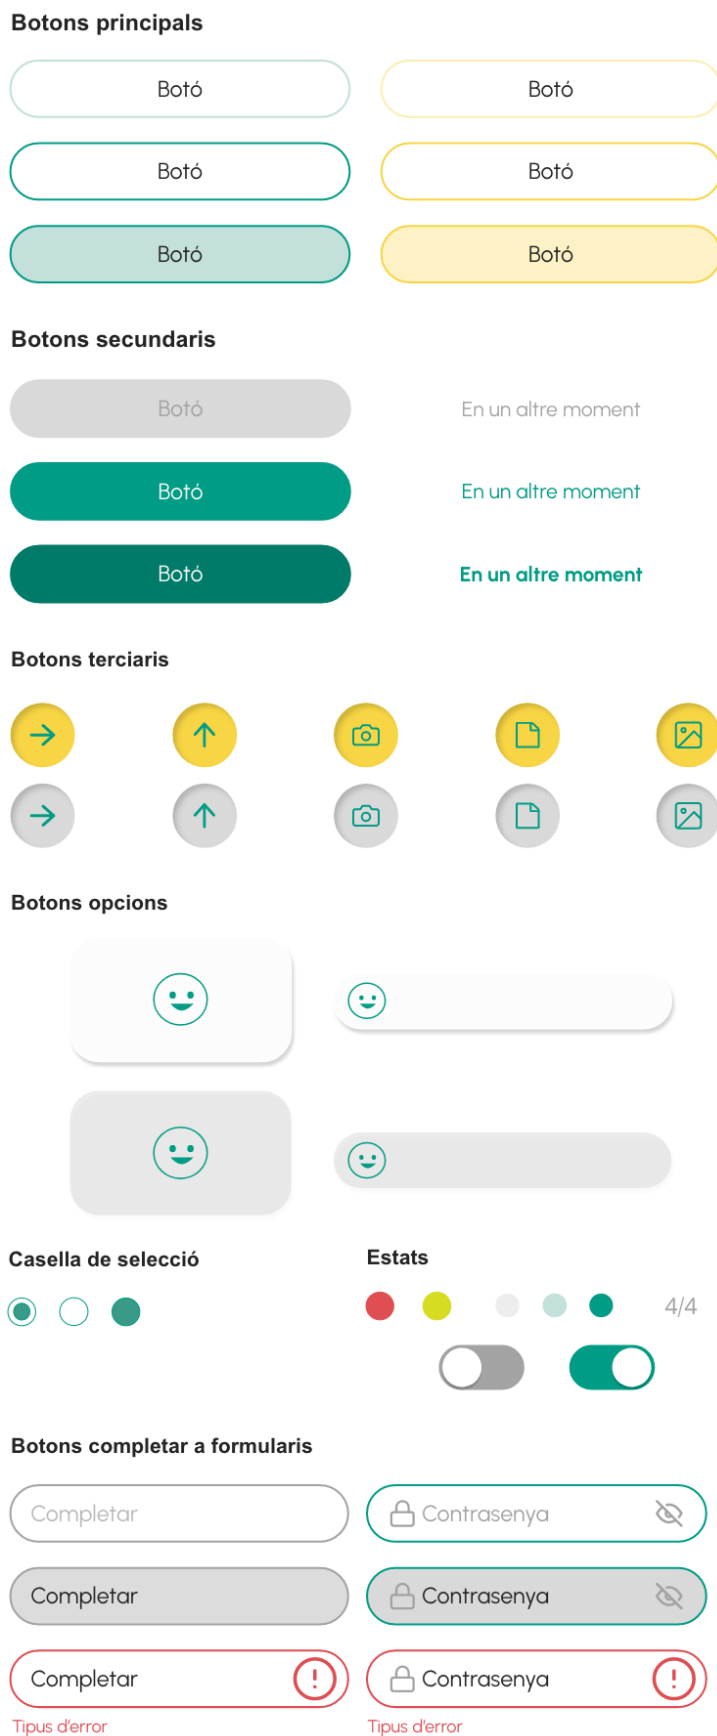 Botons principals
Botó Botó
Botó Botó
Botó Botó
Botons secundaris
Botó En un altre moment
Botó En un altre moment
Botó En un altre moment
Botons terciaris
Botons opcions
Casella de selecció Estats
4/4
Botons completar a formularis
Completar Contrasenya
Completar Contrasenya
Completar Contrasenya
Tipus d'error Tipus d'error